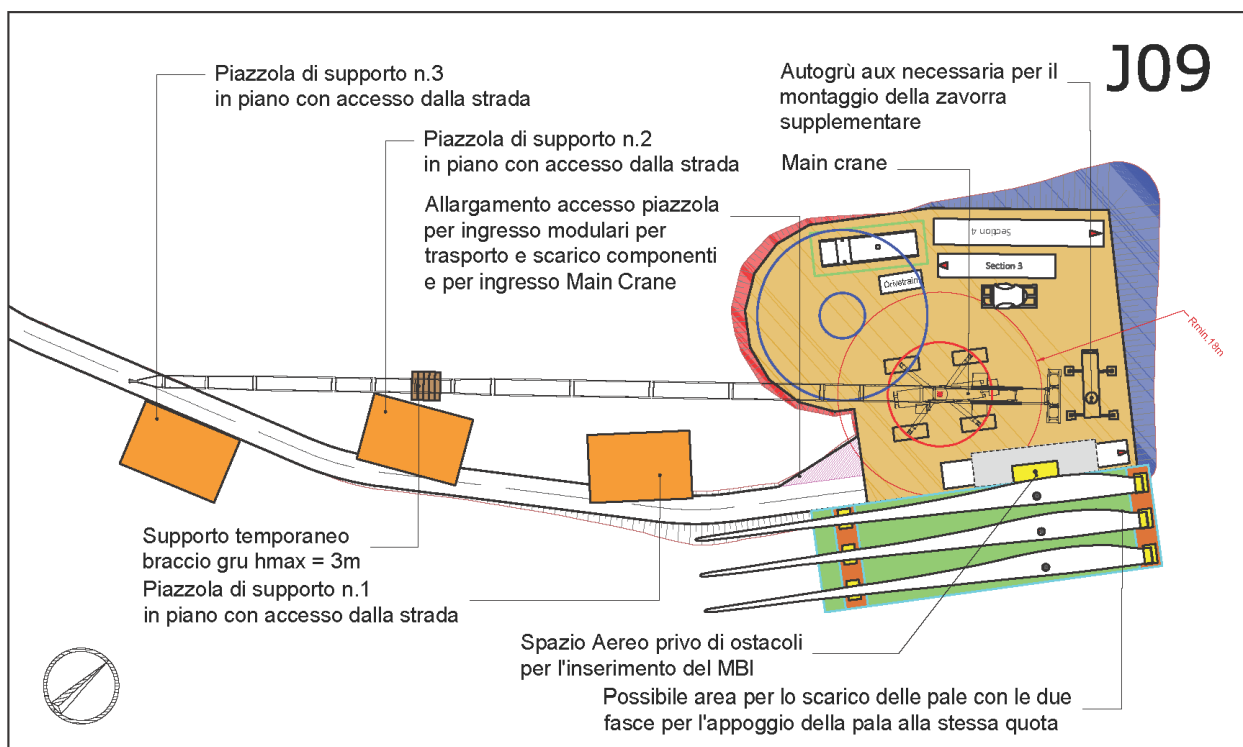 J09
Piazzola di supporto n.3
in piano con accesso dalla strada
Piazzola di supporto n.2
in piano con accesso dalla strada
Allargamento accesso piazzola
per ingresso modulari per
trasporto e scarico componenti
e per ingresso Main Crane
Autogrù aux necessaria per il
montaggio della zavorra
supplementare
Main crane
Section 4
Section 3
Drivetrain
Rmin.18m
Supporto temporaneo
braccio gru hmax = 3m
Piazzola di supporto n.1
in piano con accesso dalla strada
Spazio Aereo privo di ostacoli
per l'inserimento del MBI
Possibile area per lo scarico delle pale con le due
fasce per l'appoggio della pala alla stessa quota